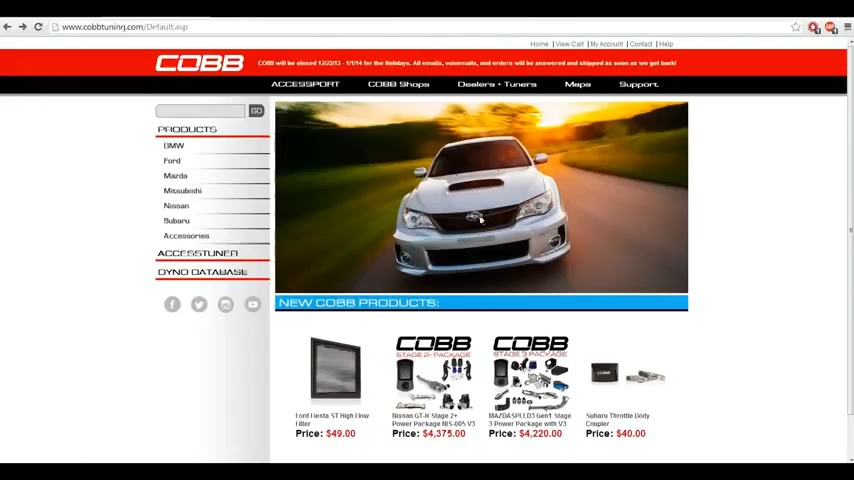 www.cobbtuning.com/Default.asp
Home | View Cart | My Account | Contact | Help
COBB
COBB will be closed 12/23/13 - 1/1/14 for the Holidays. All emails, voicemails, and orders will be answered and shipped as soon as we get back!
ACCESSPORT COBB Shops Dealers + Tuners Maps Support
GO
PRODUCTS
BMW
Ford
Mazda
Mitsubishi
Nissan
Subaru
Accessories
ACCESSTUNER
DYNO DATABASE
NEW COBB PRODUCTS:
COBB
STAGE 2+ PACKAGE
COBB
STAGE 3 PACKAGE
COBB
Ford Fiesta ST High Flow
Filter
Price: $49.00
Nissan GT-R Stage 2+
Power Package NIS-005 V3
Price: $4,375.00
MAZDASPEED3 Gen1 Stage
3 Power Package with V3
Price: $4,220.00
Subaru Throttle Body
Coupler
Price: $40.00